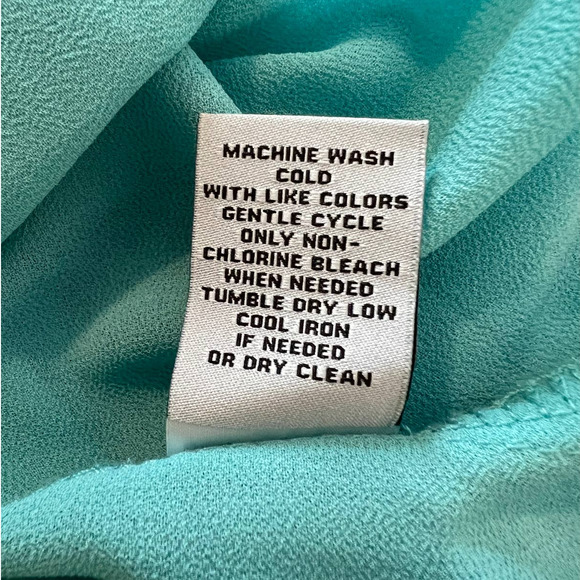 MACHINE WASH
COLD
WITH LIKE COLORS
GENTLE CYCLE
ONLY NON-
CHLORINE BLEACH
WHEN NEEDED
TUMBLE DRY LOW
COOL IRON
IF NEEDED
OR DRY CLEAN